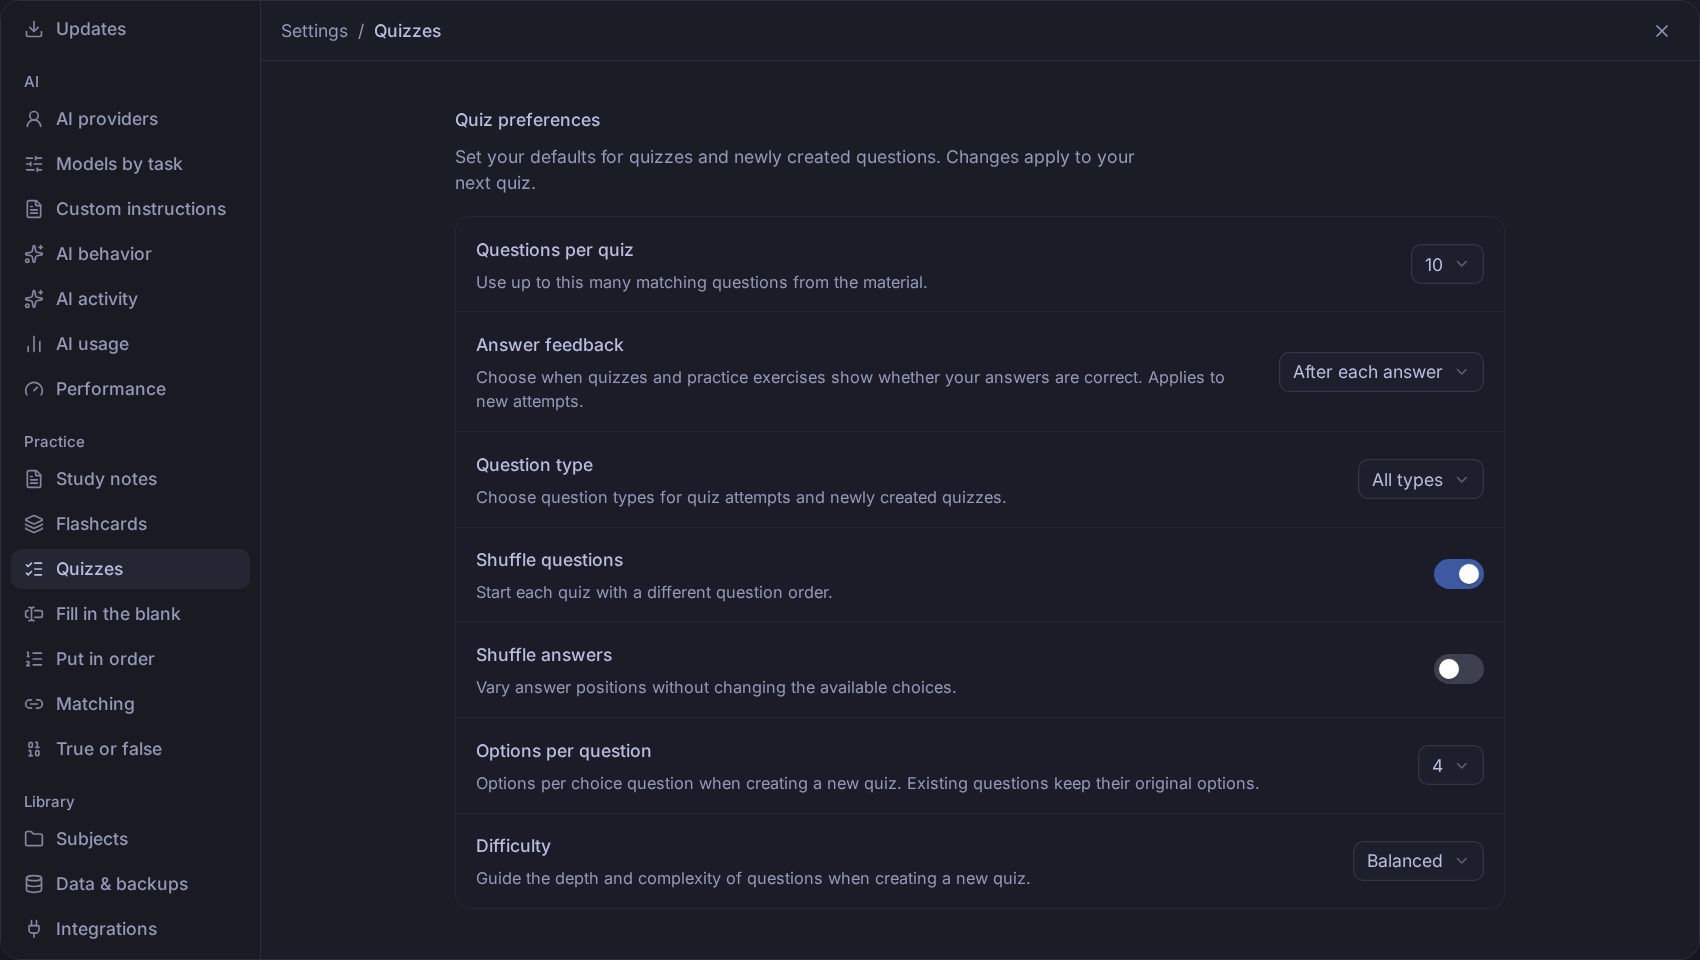 Updates
AI
AI providers
Models by task
Custom instructions
AI behavior
AI activity
AI usage
Performance
Practice
Study notes
Flashcards
Quizzes
Fill in the blank
Put in order
Matching
True or false
Library
Subjects
Data & backups
Integrations
Settings / Quizzes
Quiz preferences
Set your defaults for quizzes and newly created questions. Changes apply to your
next quiz.
Questions per quiz
Use up to this many matching questions from the material.
10
Answer feedback
Choose when quizzes and practice exercises show whether your answers are correct. Applies to
new attempts.
After each answer
Question type
Choose question types for quiz attempts and newly created quizzes.
All types
Shuffle questions
Start each quiz with a different question order.
Shuffle answers
Vary answer positions without changing the available choices.
Options per question
Options per choice question when creating a new quiz. Existing questions keep their original options.
4
Difficulty
Guide the depth and complexity of questions when creating a new quiz.
Balanced